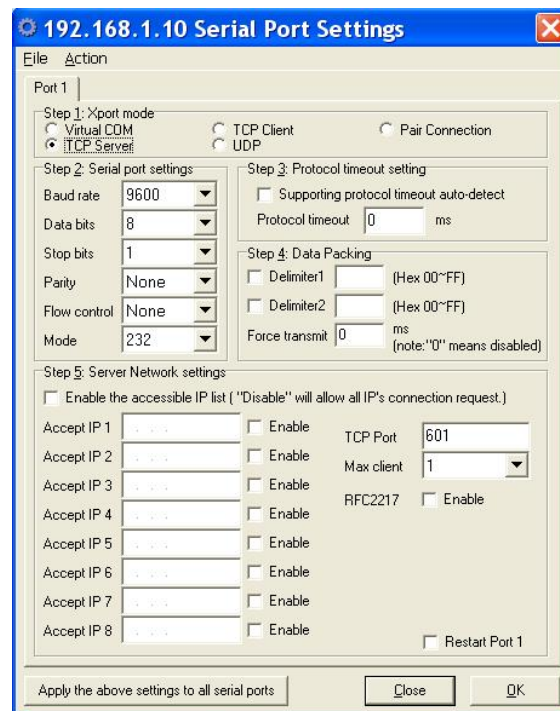 192.168.1.10 Serial Port Settings
File Action
Port 1
Step 1: Xport mode
Virtual COM TCP Client Pair Connection
TCP Server UDP
Step 2: Serial port settings
Baud rate 9600
Data bits 8
Stop bits 1
Parity None
Flow control None
Mode 232
Step 3: Protocol timeout setting
Supporting protocol timeout auto-detect
Protocol timeout 0 ms
Step 4: Data Packing
Delimiter1 (Hex 00~FF)
Delimiter2 (Hex 00~FF)
Force transmit 0 ms
(note:"0" means disabled)
Step 5: Server Network settings
Enable the accessible IP list ( "Disable" will allow all IP's connection request.)
Accept IP 1 . . . Enable
Accept IP 2 . . . Enable
Accept IP 3 . . . Enable
Accept IP 4 . . . Enable
Accept IP 5 . . . Enable
Accept IP 6 . . . Enable
Accept IP 7 . . . Enable
Accept IP 8 . . . Enable
TCP Port 601
Max client 1
RFC2217 Enable
Restart Port 1
Apply the above settings to all serial ports Close OK